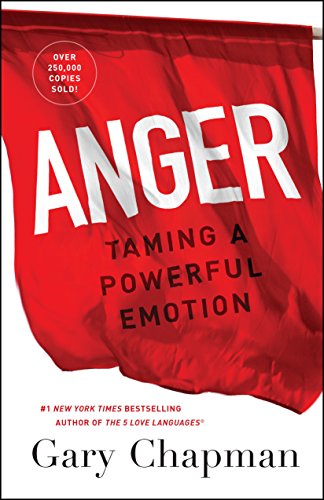 OVER
250,000
COPIES
SOLD!
ANGER
TAMING A
POWERFUL
EMOTION
#1 NEW YORK TIMES BESTSELLING
AUTHOR OF THE 5 LOVE LANGUAGES®
Gary Chapman